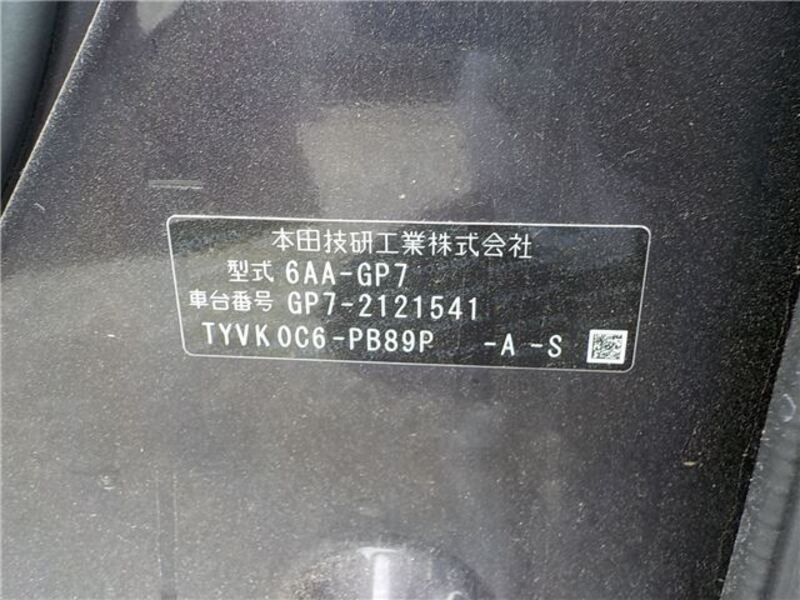 本田技研工業株式会社
型式 6AA-GP7
車台番号 GP7-2121541
TYVK0C6-PB89P -A -S